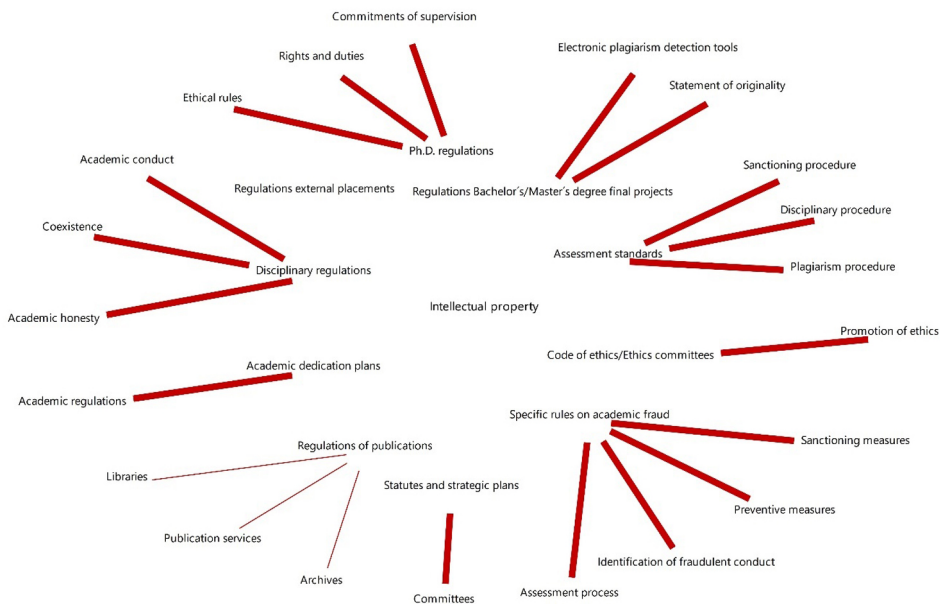 Commitments of supervision
Electronic plagiarism detection tools
Rights and duties
Statement of originality
Ethical rules
Ph.D. regulations
Academic conduct
Sanctioning procedure
Regulations external placements
Regulations Bachelor´s/Master´s degree final projects
Disciplinary procedure
Coexistence
Assessment standards
Plagiarism procedure
Disciplinary regulations
Intellectual property
Academic honesty
Promotion of ethics
Code of ethics/Ethics committees
Academic dedication plans
Academic regulations
Specific rules on academic fraud
Sanctioning measures
Regulations of publications
Libraries
Statutes and strategic plans
Preventive measures
Publication services
Identification of fraudulent conduct
Archives
Assessment process
Committees